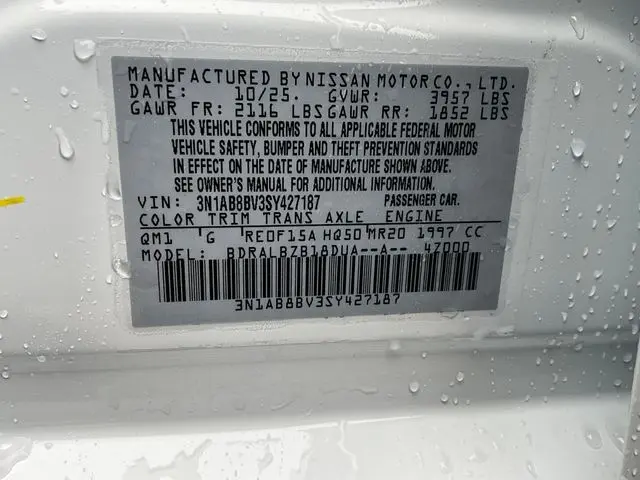 MANUFACTURED BY NISSAN MOTOR CO., LTD.
DATE: 10/25. GVWR: 3957 LBS
GAWR FR: 2116 LBS GAWR RR: 1852 LBS
THIS VEHICLE CONFORMS TO ALL APPLICABLE FEDERAL MOTOR
VEHICLE SAFETY, BUMPER AND THEFT PREVENTION STANDARDS
IN EFFECT ON THE DATE OF MANUFACTURE SHOWN ABOVE.
SEE OWNER'S MANUAL FOR ADDITIONAL INFORMATION.
VIN: 3N1AB8BV3SY427187 PASSENGER CAR.
COLOR TRIM TRANS AXLE ENGINE
QM1 G RE0F15A HQ50 MR20 1997 CC
MODEL: BDRALBZB18DUA--A-- 4Z000
3N1AB8BV3SY427187